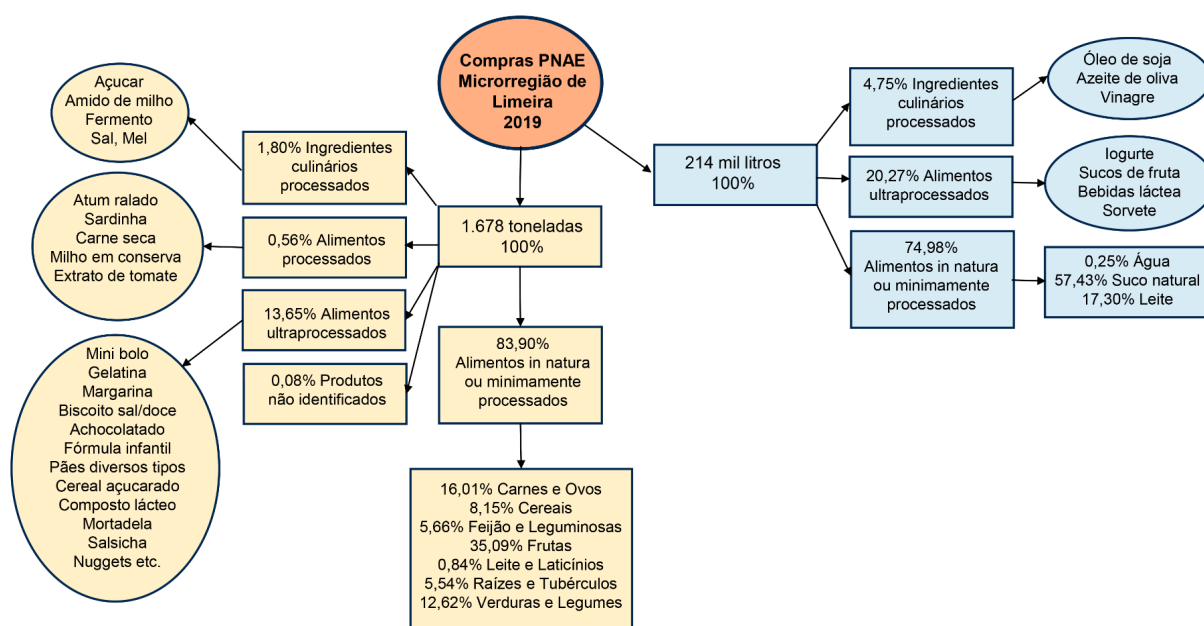 Compras PNAE
Microrregião de
Limeira
2019
Açucar
Amido de milho
Fermento
Sal, Mel
1,80% Ingredientes
culinários
processados
Atum ralado
Sardinha
Carne seca
Milho em conserva
Extrato de tomate
0,56% Alimentos
processados
1.678 toneladas
100%
13,65% Alimentos
ultraprocessados
Mini bolo
Gelatina
Margarina
Biscoito sal/doce
Achocolatado
Fórmula infantil
Pães diversos tipos
Cereal açucarado
Composto lácteo
Mortadela
Salsicha
Nuggets etc.
0,08% Produtos
não identificados
83,90%
Alimentos in natura
ou minimamente
processados
16,01% Carnes e Ovos
8,15% Cereais
5,66% Feijão e Leguminosas
35,09% Frutas
0,84% Leite e Laticínios
5,54% Raízes e Tubérculos
12,62% Verduras e Legumes
214 mil litros
100%
4,75% Ingredientes
culinários
processados
Óleo de soja
Azeite de oliva
Vinagre
20,27% Alimentos
ultraprocessados
Iogurte
Sucos de fruta
Bebidas láctea
Sorvete
74,98%
Alimentos in natura
ou minimamente
processados
0,25% Água
57,43% Suco natural
17,30% Leite